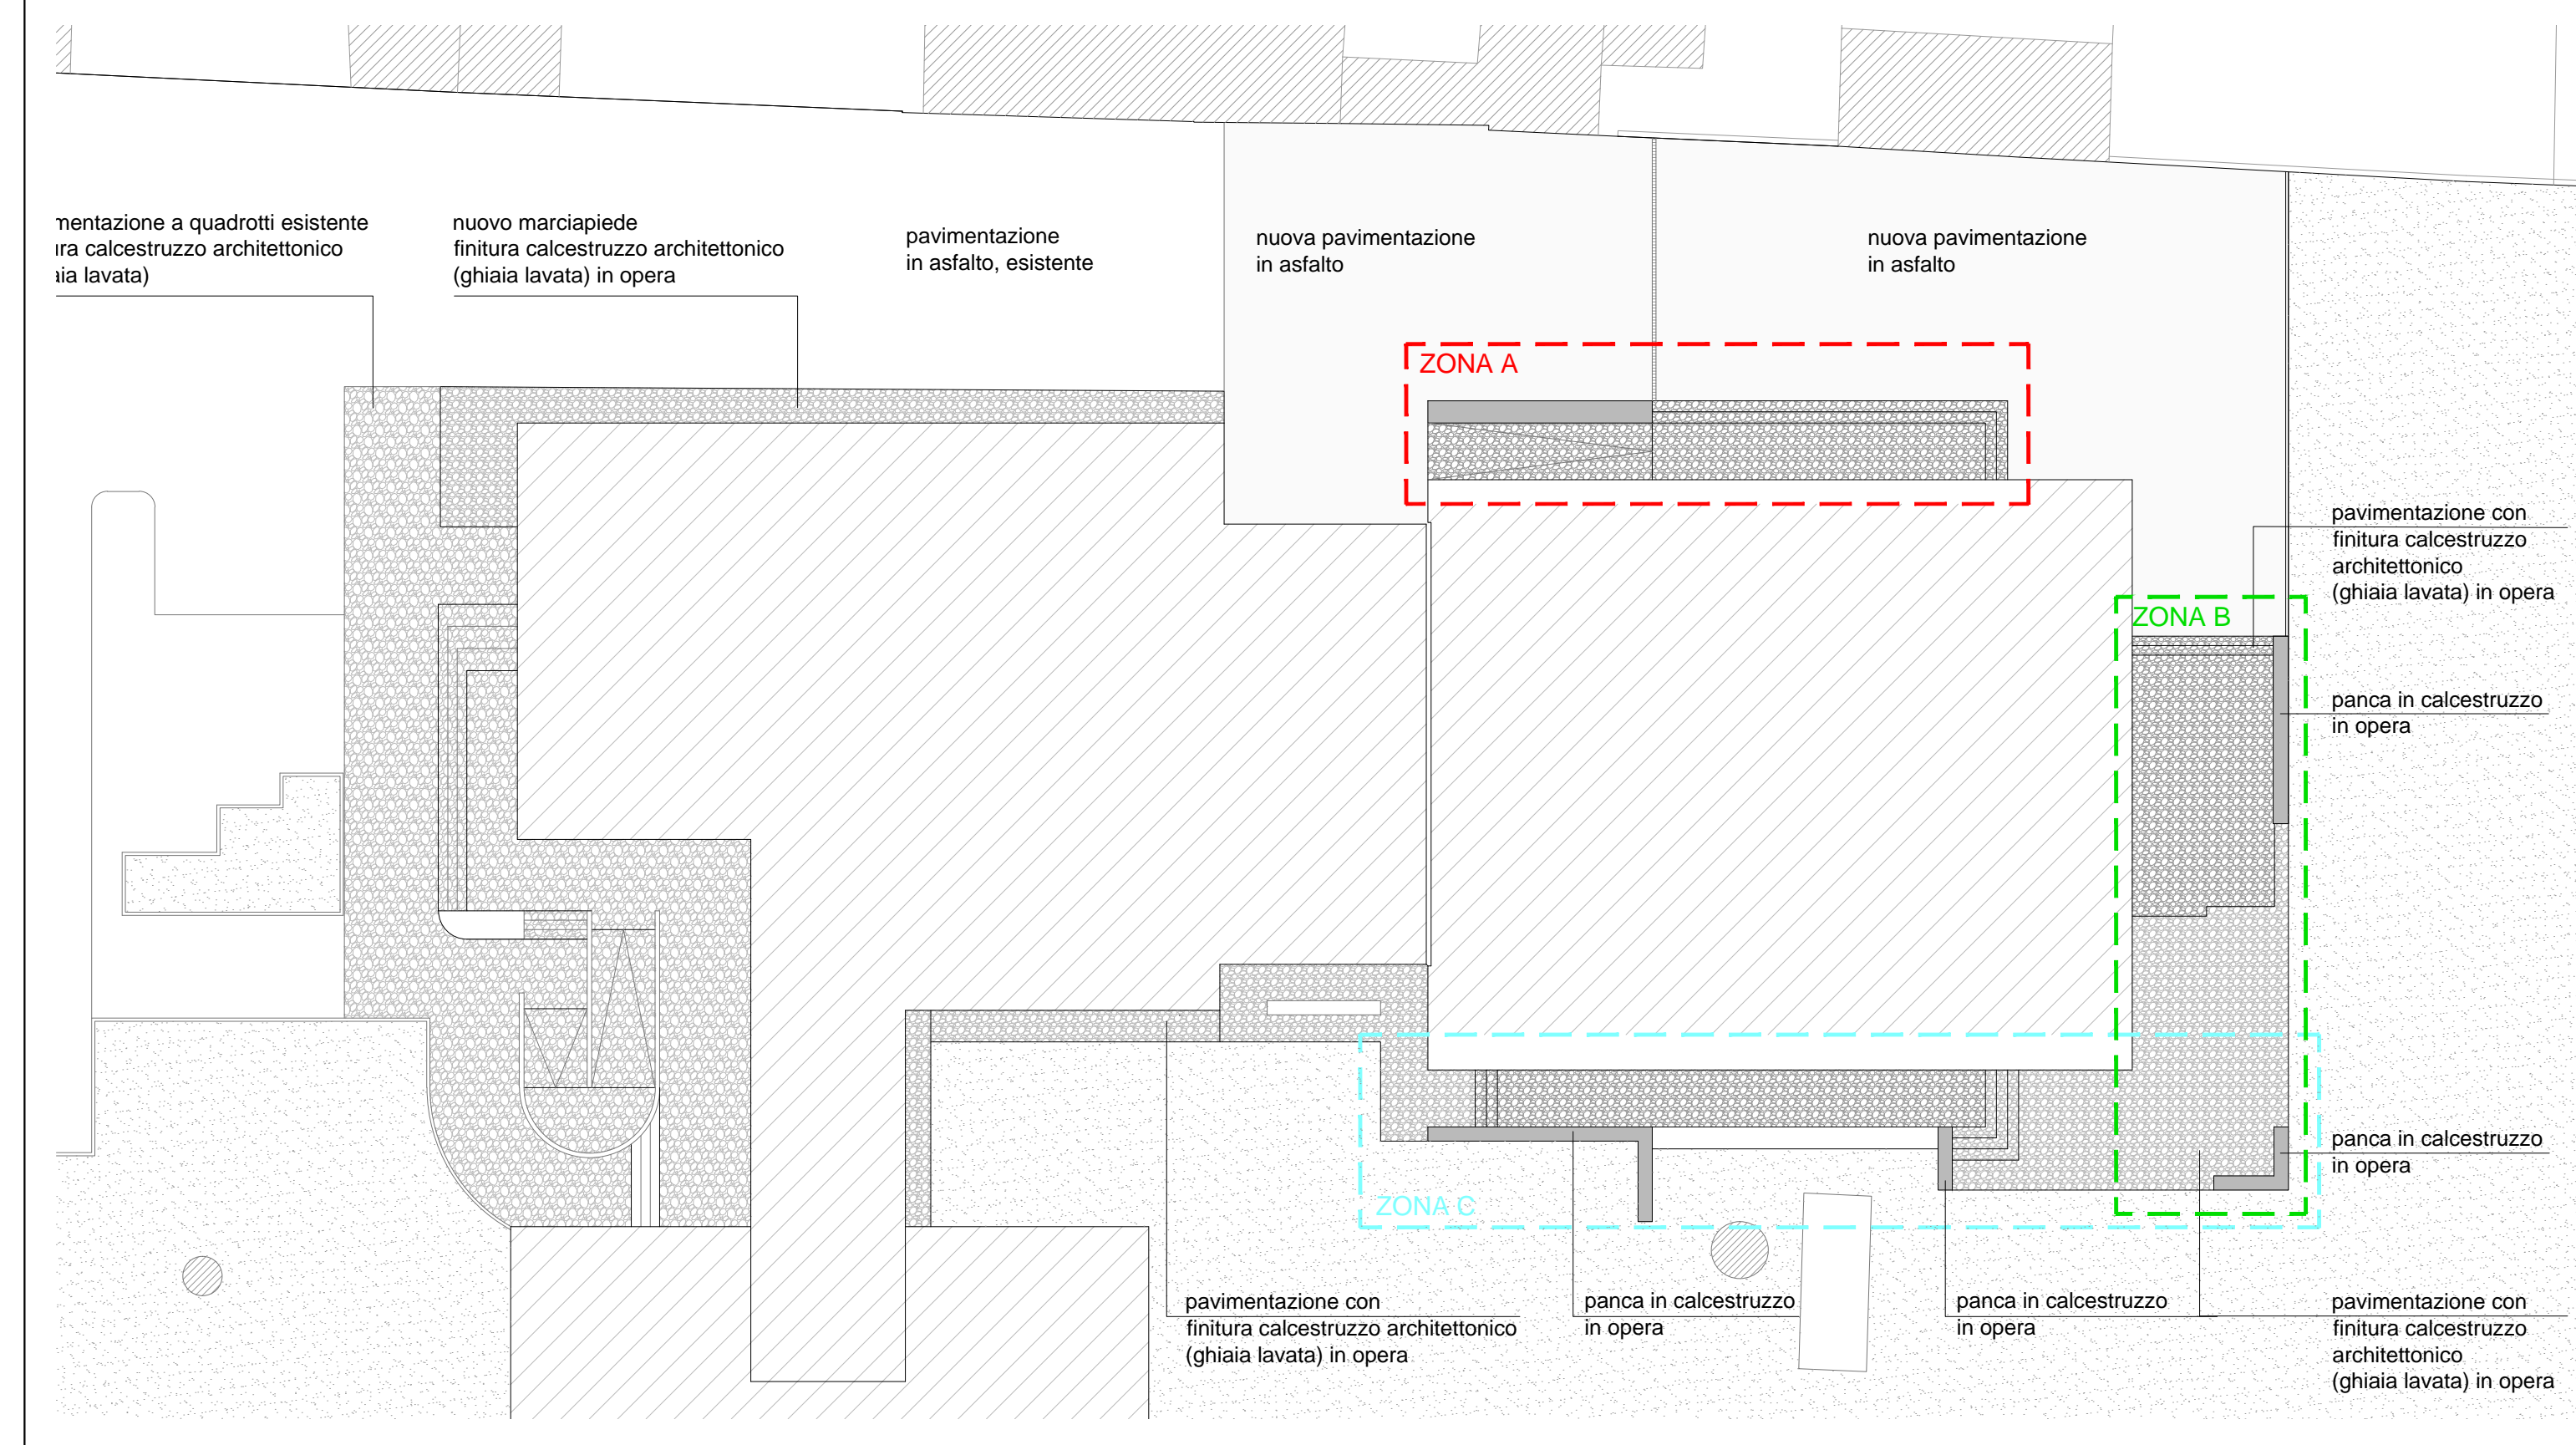 mentazione a quadrotti esistente
ra calcestruzzo architettonico
aia lavata)
nuovo marciapiede
finitura calcestruzzo architettonico
(ghiaia lavata) in opera
pavimentazione
in asfalto, esistente
nuova pavimentazione
in asfalto
nuova pavimentazione
in asfalto
ZONA A
pavimentazione con
finitura calcestruzzo
architettonico
(ghiaia lavata) in opera
ZONA B
panca in calcestruzzo
in opera
panca in calcestruzzo
in opera
ZONA C
pavimentazione con
finitura calcestruzzo architettonico
(ghiaia lavata) in opera
panca in calcestruzzo
in opera
panca in calcestruzzo
in opera
pavimentazione con
finitura calcestruzzo
architettonico
(ghiaia lavata) in opera